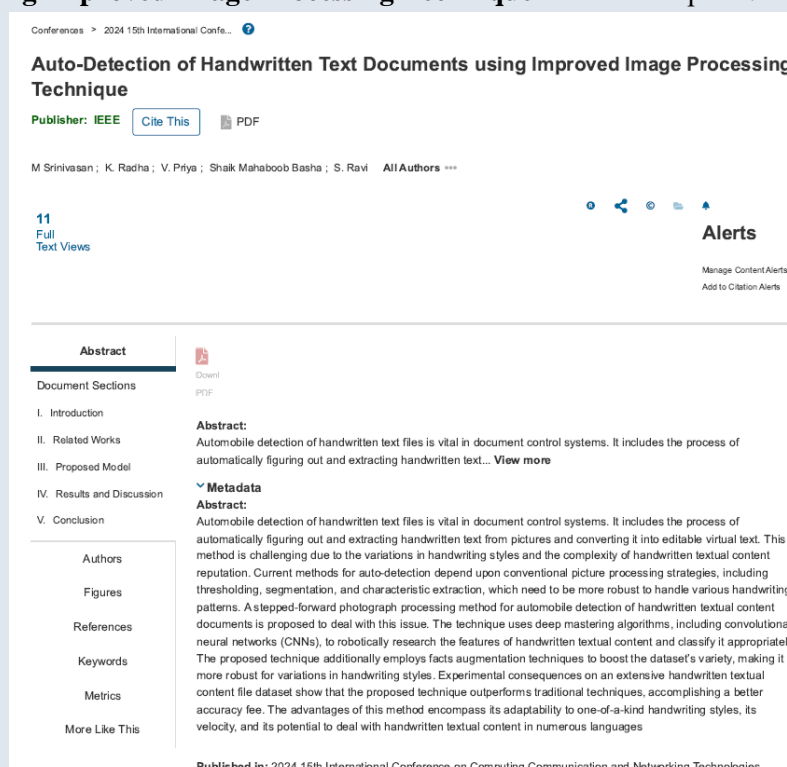 Conferences > 2024 15th International Confe... ?
Auto-Detection of Handwritten Text Documents using Improved Image Processing
Technique
Publisher: IEEE Cite This PDF
M Srinivasan ; K. Radha ; V. Priya ; Shaik Mahaboob Basha ; S. Ravi All Authors •••
11
Full
Text Views
Alerts
Manage Content Alerts
Add to Citation Alerts
Abstract
Document Sections
I. Introduction
II. Related Works
III. Proposed Model
IV. Results and Discussion
V. Conclusion
Authors
Figures
References
Keywords
Metrics
More Like This
Downl
PDF
Abstract:
Automobile detection of handwritten text files is vital in document control systems. It includes the process of
automatically figuring out and extracting handwritten text... View more
Metadata
Abstract:
Automobile detection of handwritten text files is vital in document control systems. It includes the process of
automatically figuring out and extracting handwritten text from pictures and converting it into editable virtual text. This
method is challenging due to the variations in handwriting styles and the complexity of handwritten textual content
reputation. Current methods for auto-detection depend upon conventional picture processing strategies, including
thresholding, segmentation, and characteristic extraction, which need to be more robust to handle various handwriting
patterns. A stepped-forward photograph processing method for automobile detection of handwritten textual content
documents is proposed to deal with this issue. The technique uses deep mastering algorithms, including convolutiona
neural networks (CNNs), to robotically research the features of handwritten textual content and classify it appropriatel
The proposed technique additionally employs facts augmentation techniques to boost the dataset's variety, making it
more robust for variations in handwriting styles. Experimental consequences on an extensive handwritten textual
content file dataset show that the proposed technique outperforms traditional techniques, accomplishing a better
accuracy fee. The advantages of this method encompass its adaptability to one-of-a-kind handwriting styles, its
velocity, and its potential to deal with handwritten textual content in numerous languages
Published in: 2024 15th International Conference on Computing Communication and Networking Technologies